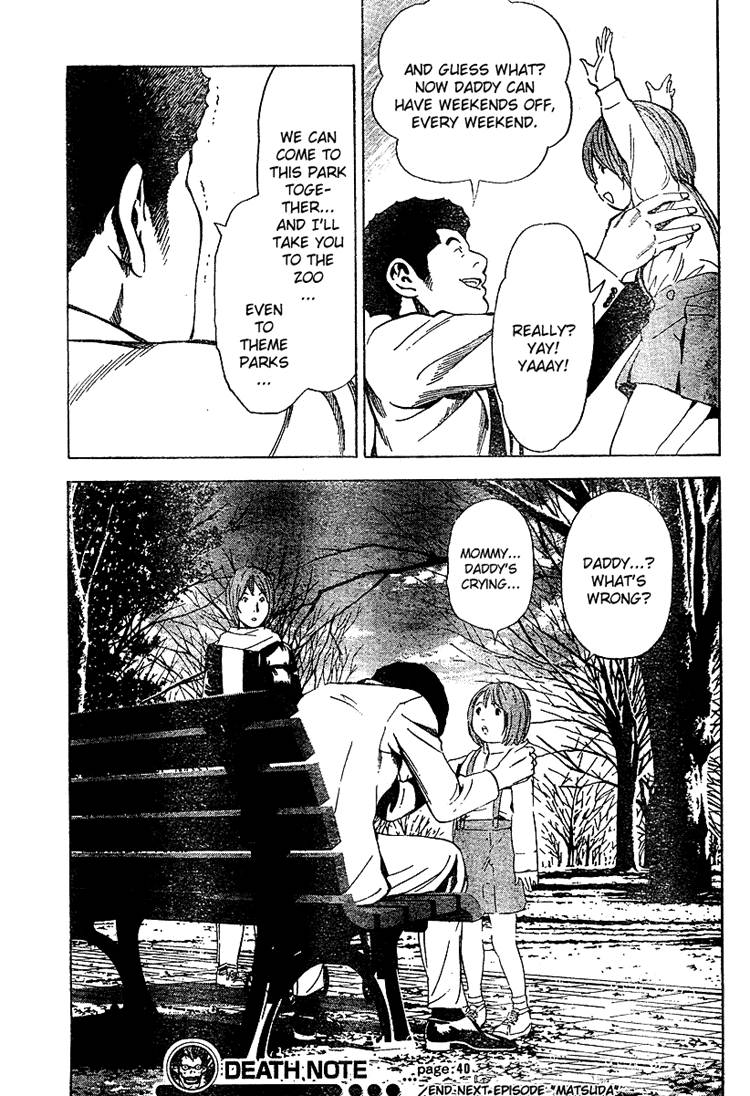 AND GUESS WHAT?
NOW DADDY CAN
HAVE WEEKENDS OFF,
EVERY WEEKEND.
REALLY?
YAY!
YAAAY!
WE CAN
COME TO
THIS PARK
TOGE-
THER...
AND I'LL
TAKE YOU
TO THE
ZOO
...
EVEN
TO
THEME
PARKS
...
DADDY...?
WHAT'S
WRONG?
MOMMY...
DADDY'S
CRYING...
DEATH NOTE
page:40
END NEXT EPISODE "MATSUDA"